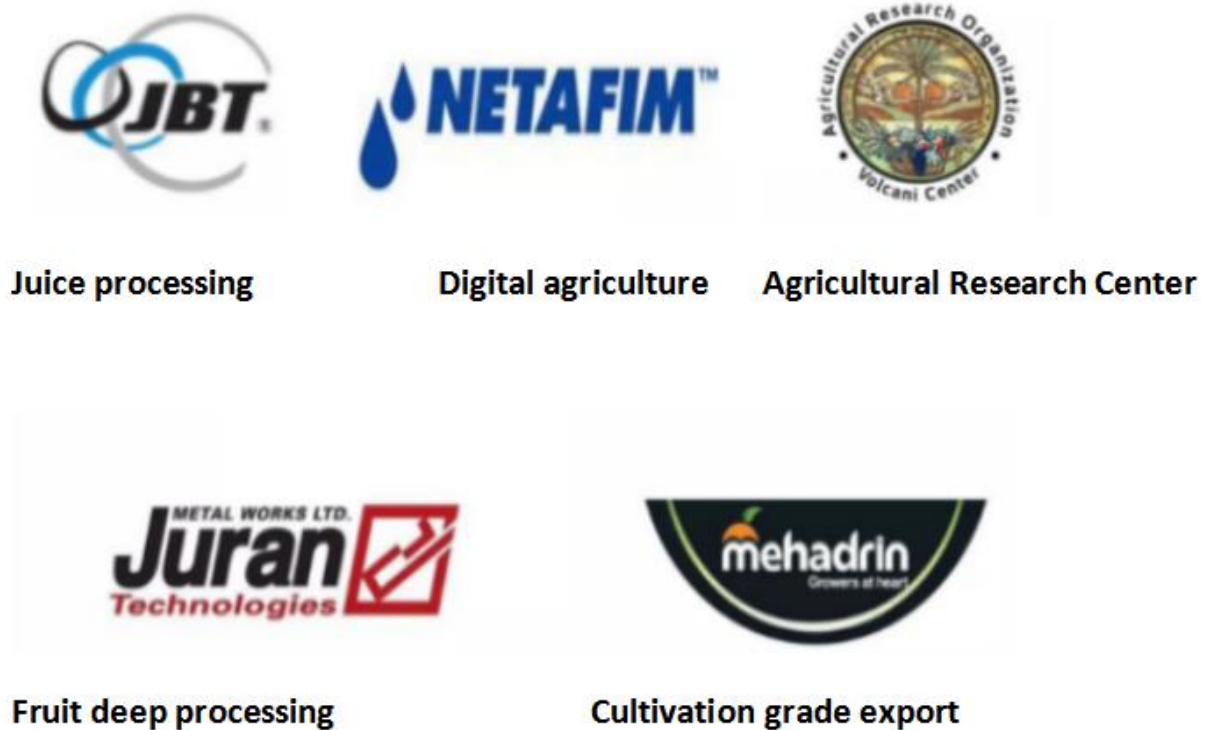 JBT®
NETAFIM™
Agricultural Research Organization
• Volcani Center •
Juice processing
Digital agriculture
Agricultural Research Center
METAL WORKS LTD.
Juran
Technologies
mehadrin
Growers at heart
Fruit deep processing
Cultivation grade export